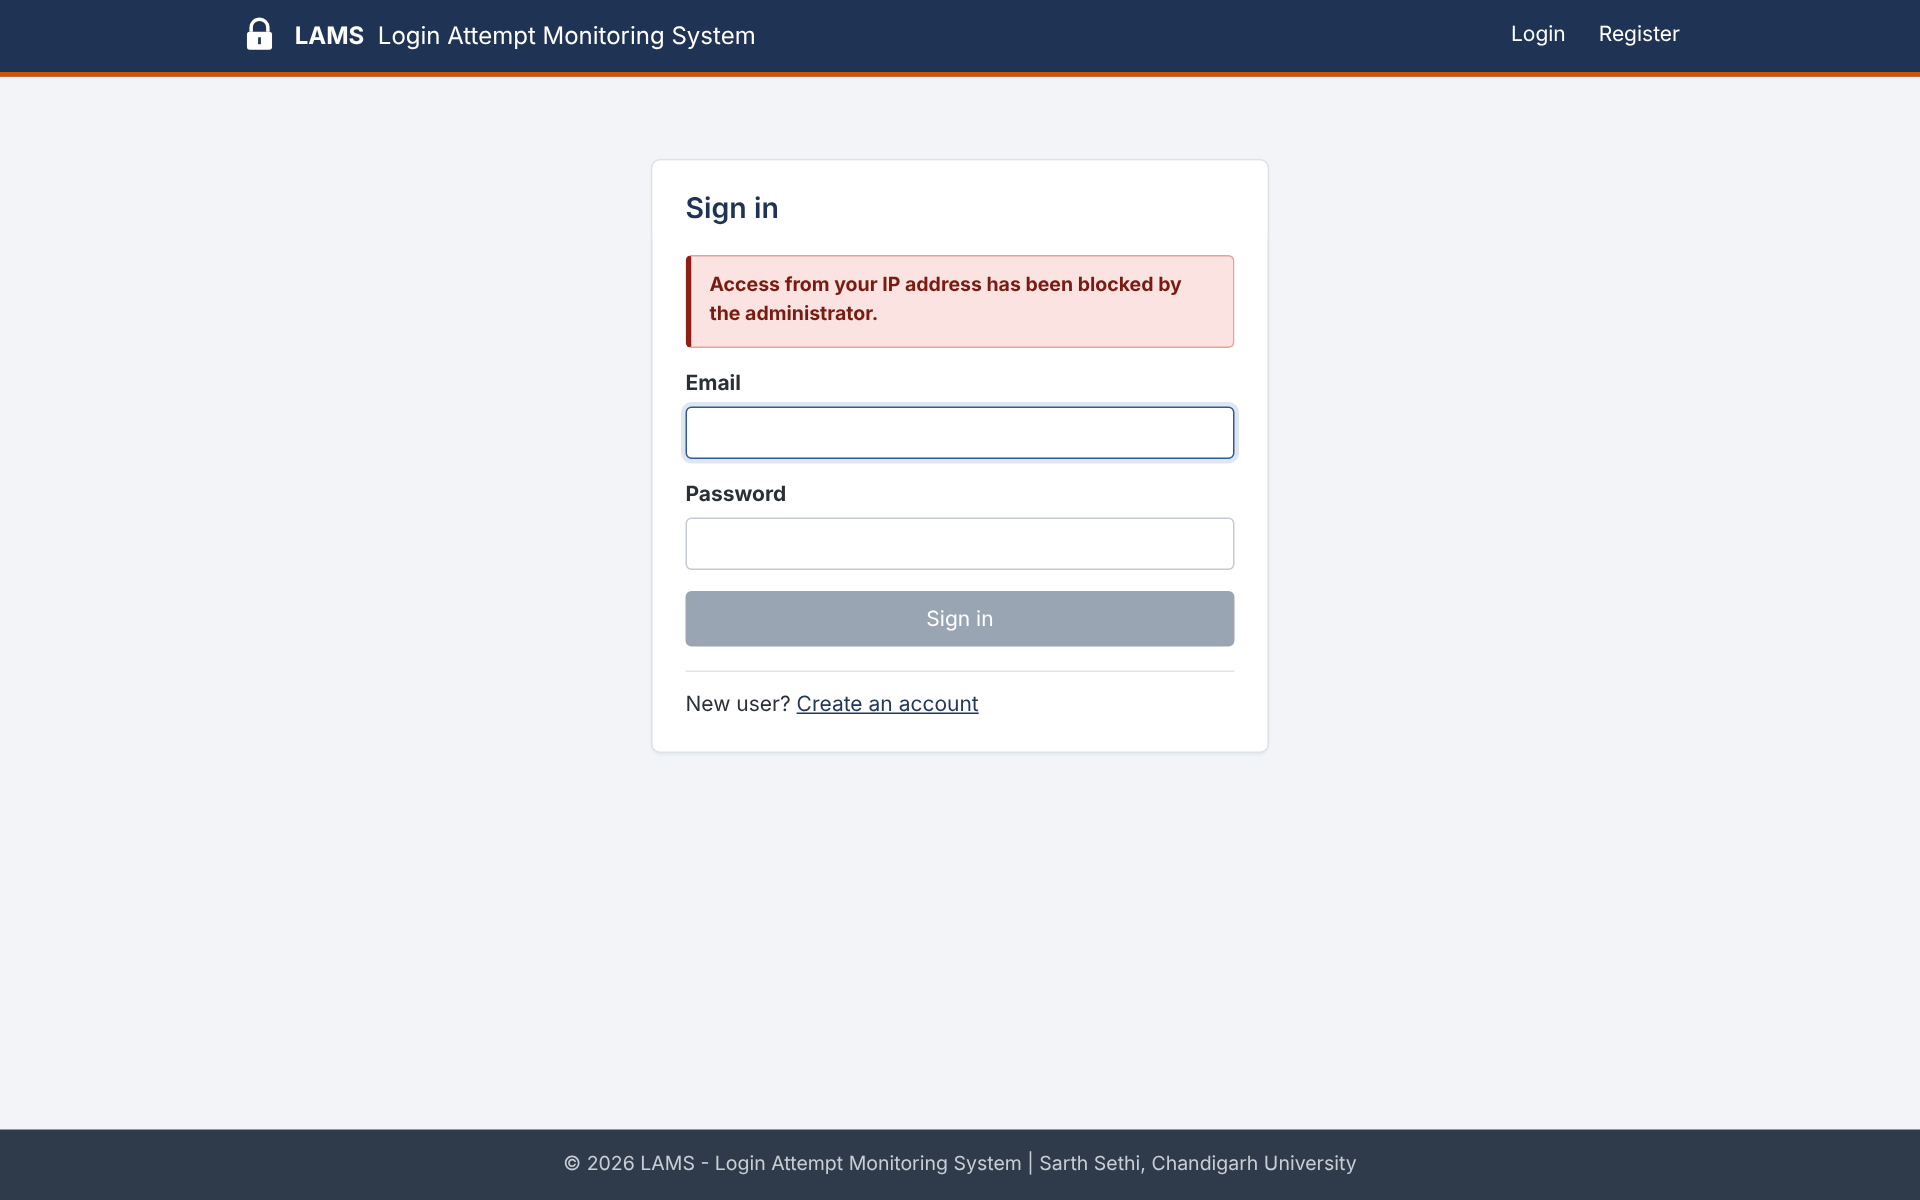 LAMS Login Attempt Monitoring System
Login Register
Sign in
Access from your IP address has been blocked by
the administrator.
Email
Password
Sign in
New user? Create an account
© 2026 LAMS - Login Attempt Monitoring System | Sarth Sethi, Chandigarh University